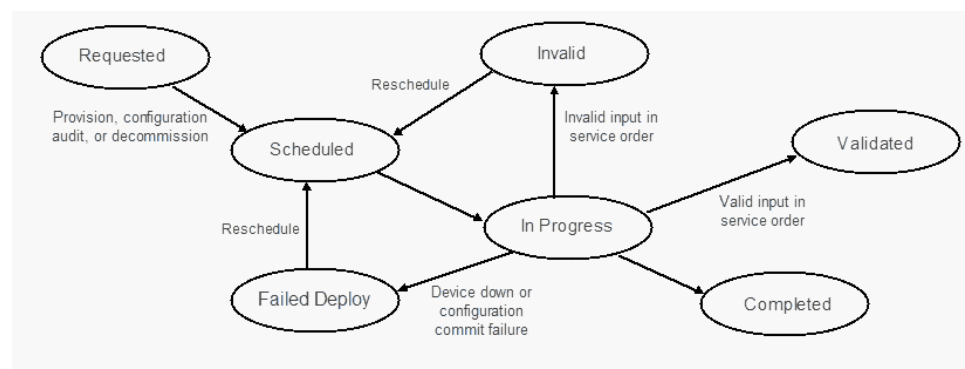 Requested
Invalid
Reschedule
Provision, configuration
audit, or decommission
Invalid input in
service order
Scheduled
Validated
In Progress
Valid input in
service order
Reschedule
Failed Deploy
Device down or
configuration
commit failure
Completed